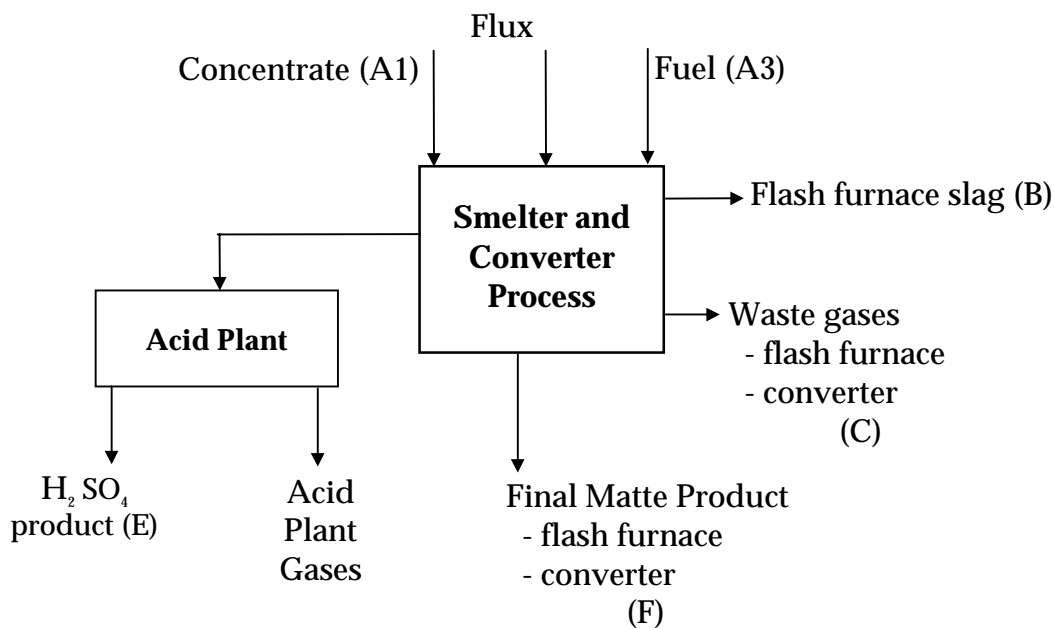 Flux
Concentrate (A1)
Fuel (A3)
Smelter and
Converter
Process
Flash furnace slag (B)
Acid Plant
Waste gases
- flash furnace
- converter
(C)
H₂ SO₄
product (E)
Acid
Plant
Gases
Final Matte Product
- flash furnace
- converter
(F)